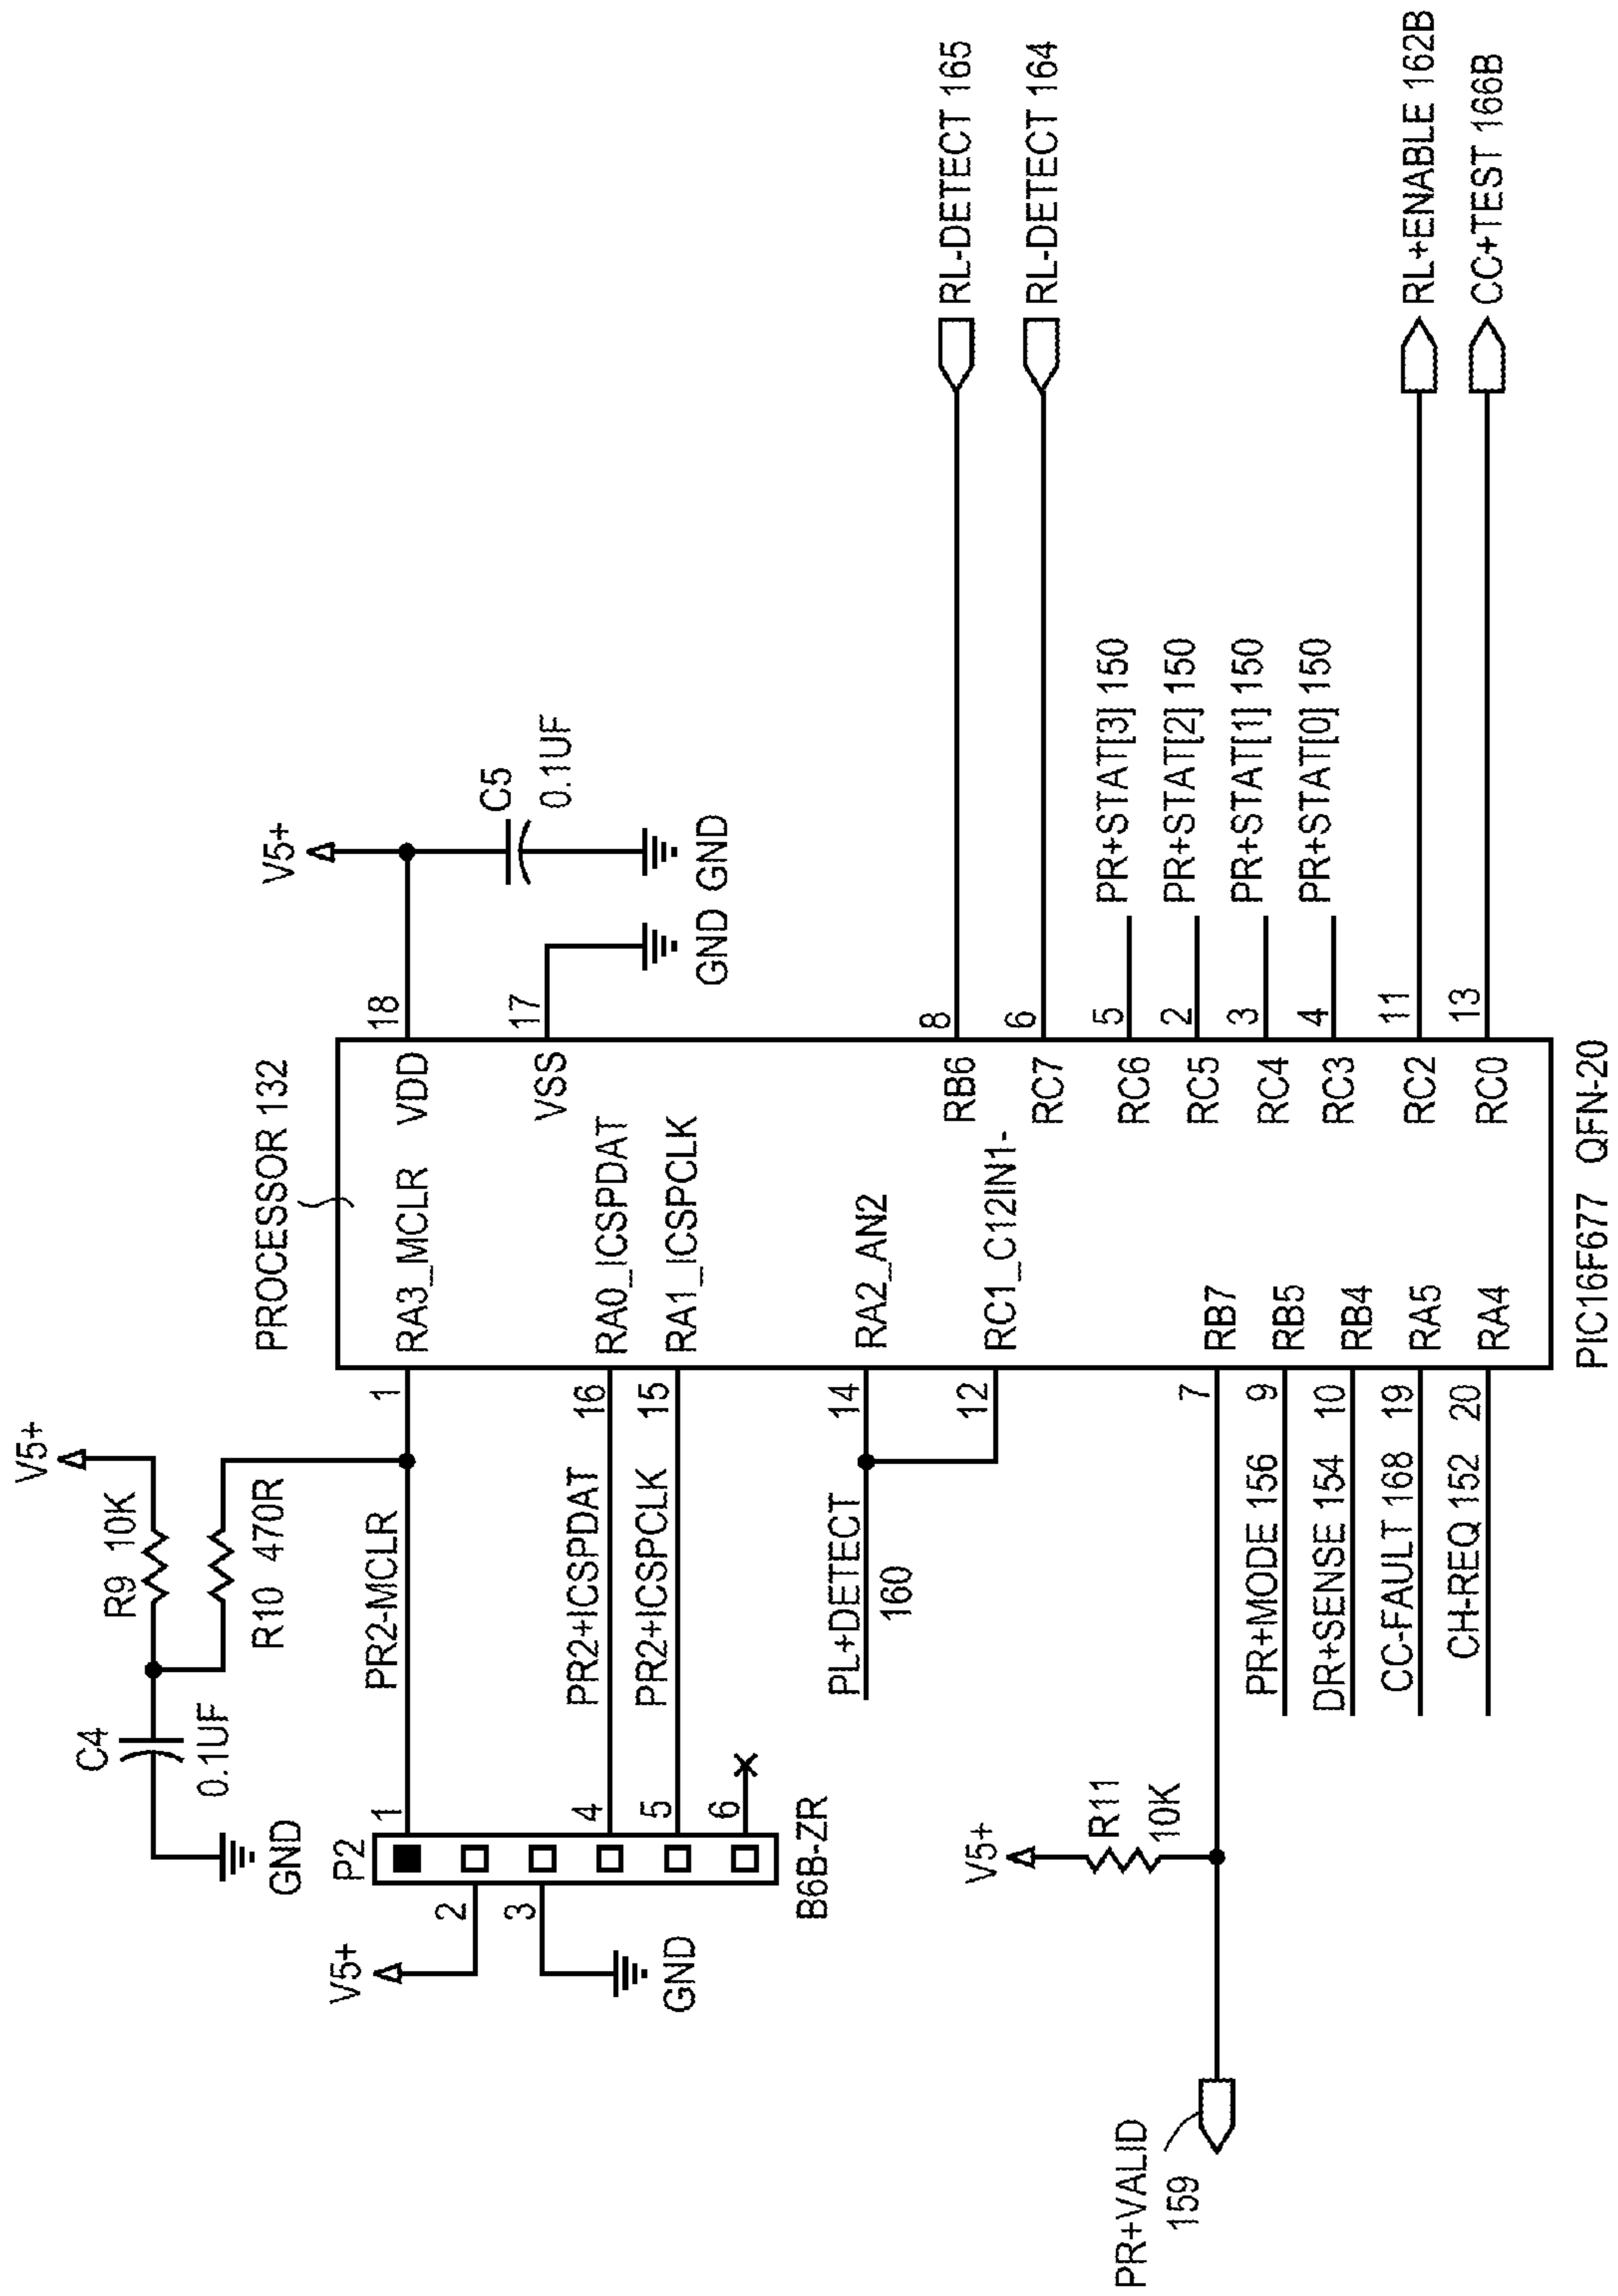 V5+
R9 10K
R10 470R
C4
0.1UF
GND
PROCESSOR 132
V5+
C5
0.1UF
GND
GND
P2
1
PR2-MCLR
1
RA3_MCLR
VDD
18
V5+
2
3
GND
VSS
17
4
PR2+ICSPDAT
16
RA0_ICSPDAT
5
PR2+ICSPCLK
15
RA1_ICSPCLK
6
B6B-ZR
PL+DETECT
160
14
RA2_AN2
12
RC1_C12IN1-
RB6
8
RL-DETECT 165
RC7
6
RL-DETECT 164
RC6
5
PR+STAT[3] 150
RC5
2
PR+STAT[2] 150
RC4
3
PR+STAT[1] 150
RC3
4
PR+STAT[0] 150
RC2
11
RL+ENABLE 162B
RC0
13
CC+TEST 166B
V5+
R11
10K
PR+VALID
159
7
RB7
PR+MODE 156
9
RB5
DR+SENSE 154
10
RB4
CC-FAULT 168
19
RA5
CH-REQ 152
20
RA4
PIC16F677 QFN-20